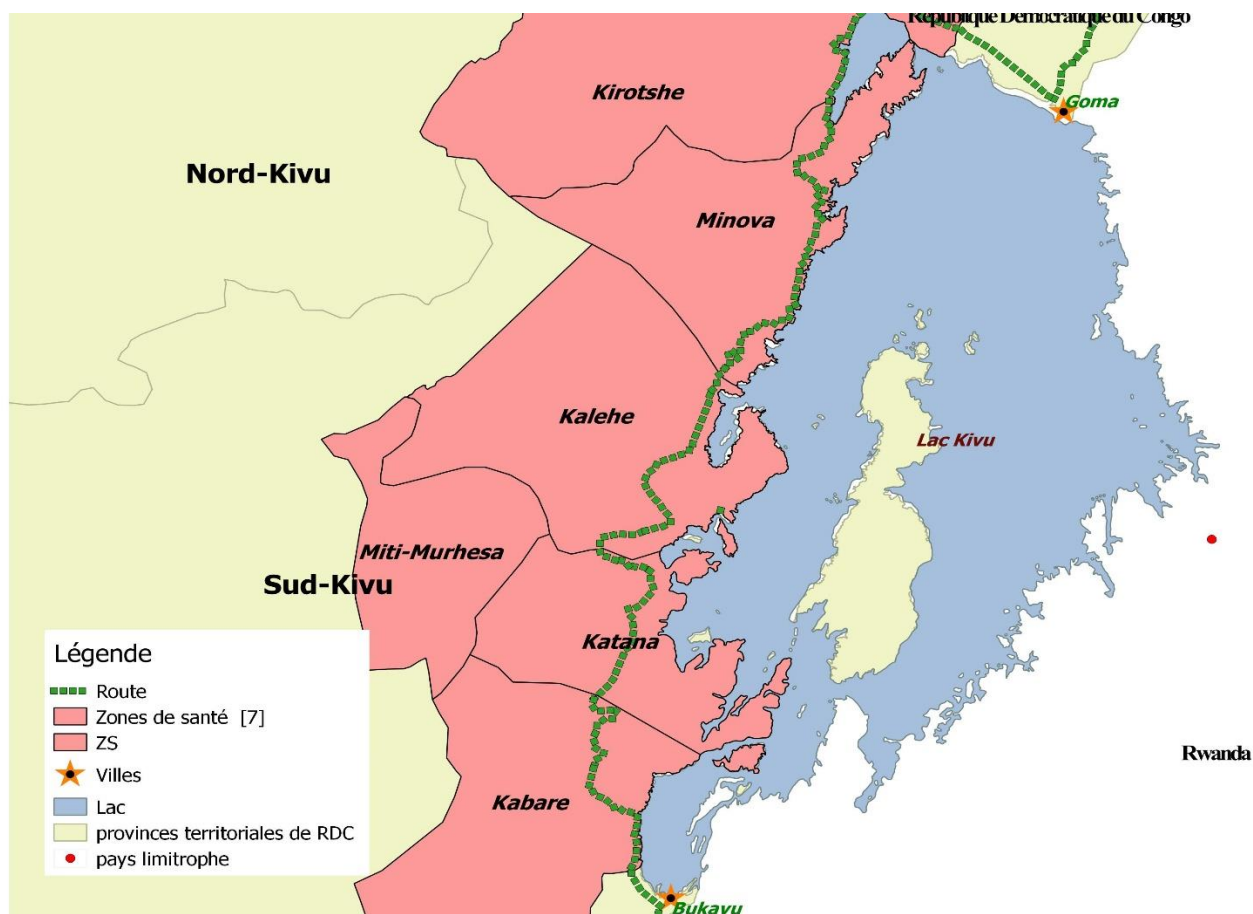 République Démocratique du Congo
Kirotshe
Goma
Nord-Kivu
Minova
Kalehe
Lac Kivu
Miti-Murhesa
Sud-Kivu
Katana
Légende
Route
Zones de santé [7]
ZS
Villes
Lac
provinces territoriales de RDC
pays limitrophe
Rwanda
Kabare
Bukavu